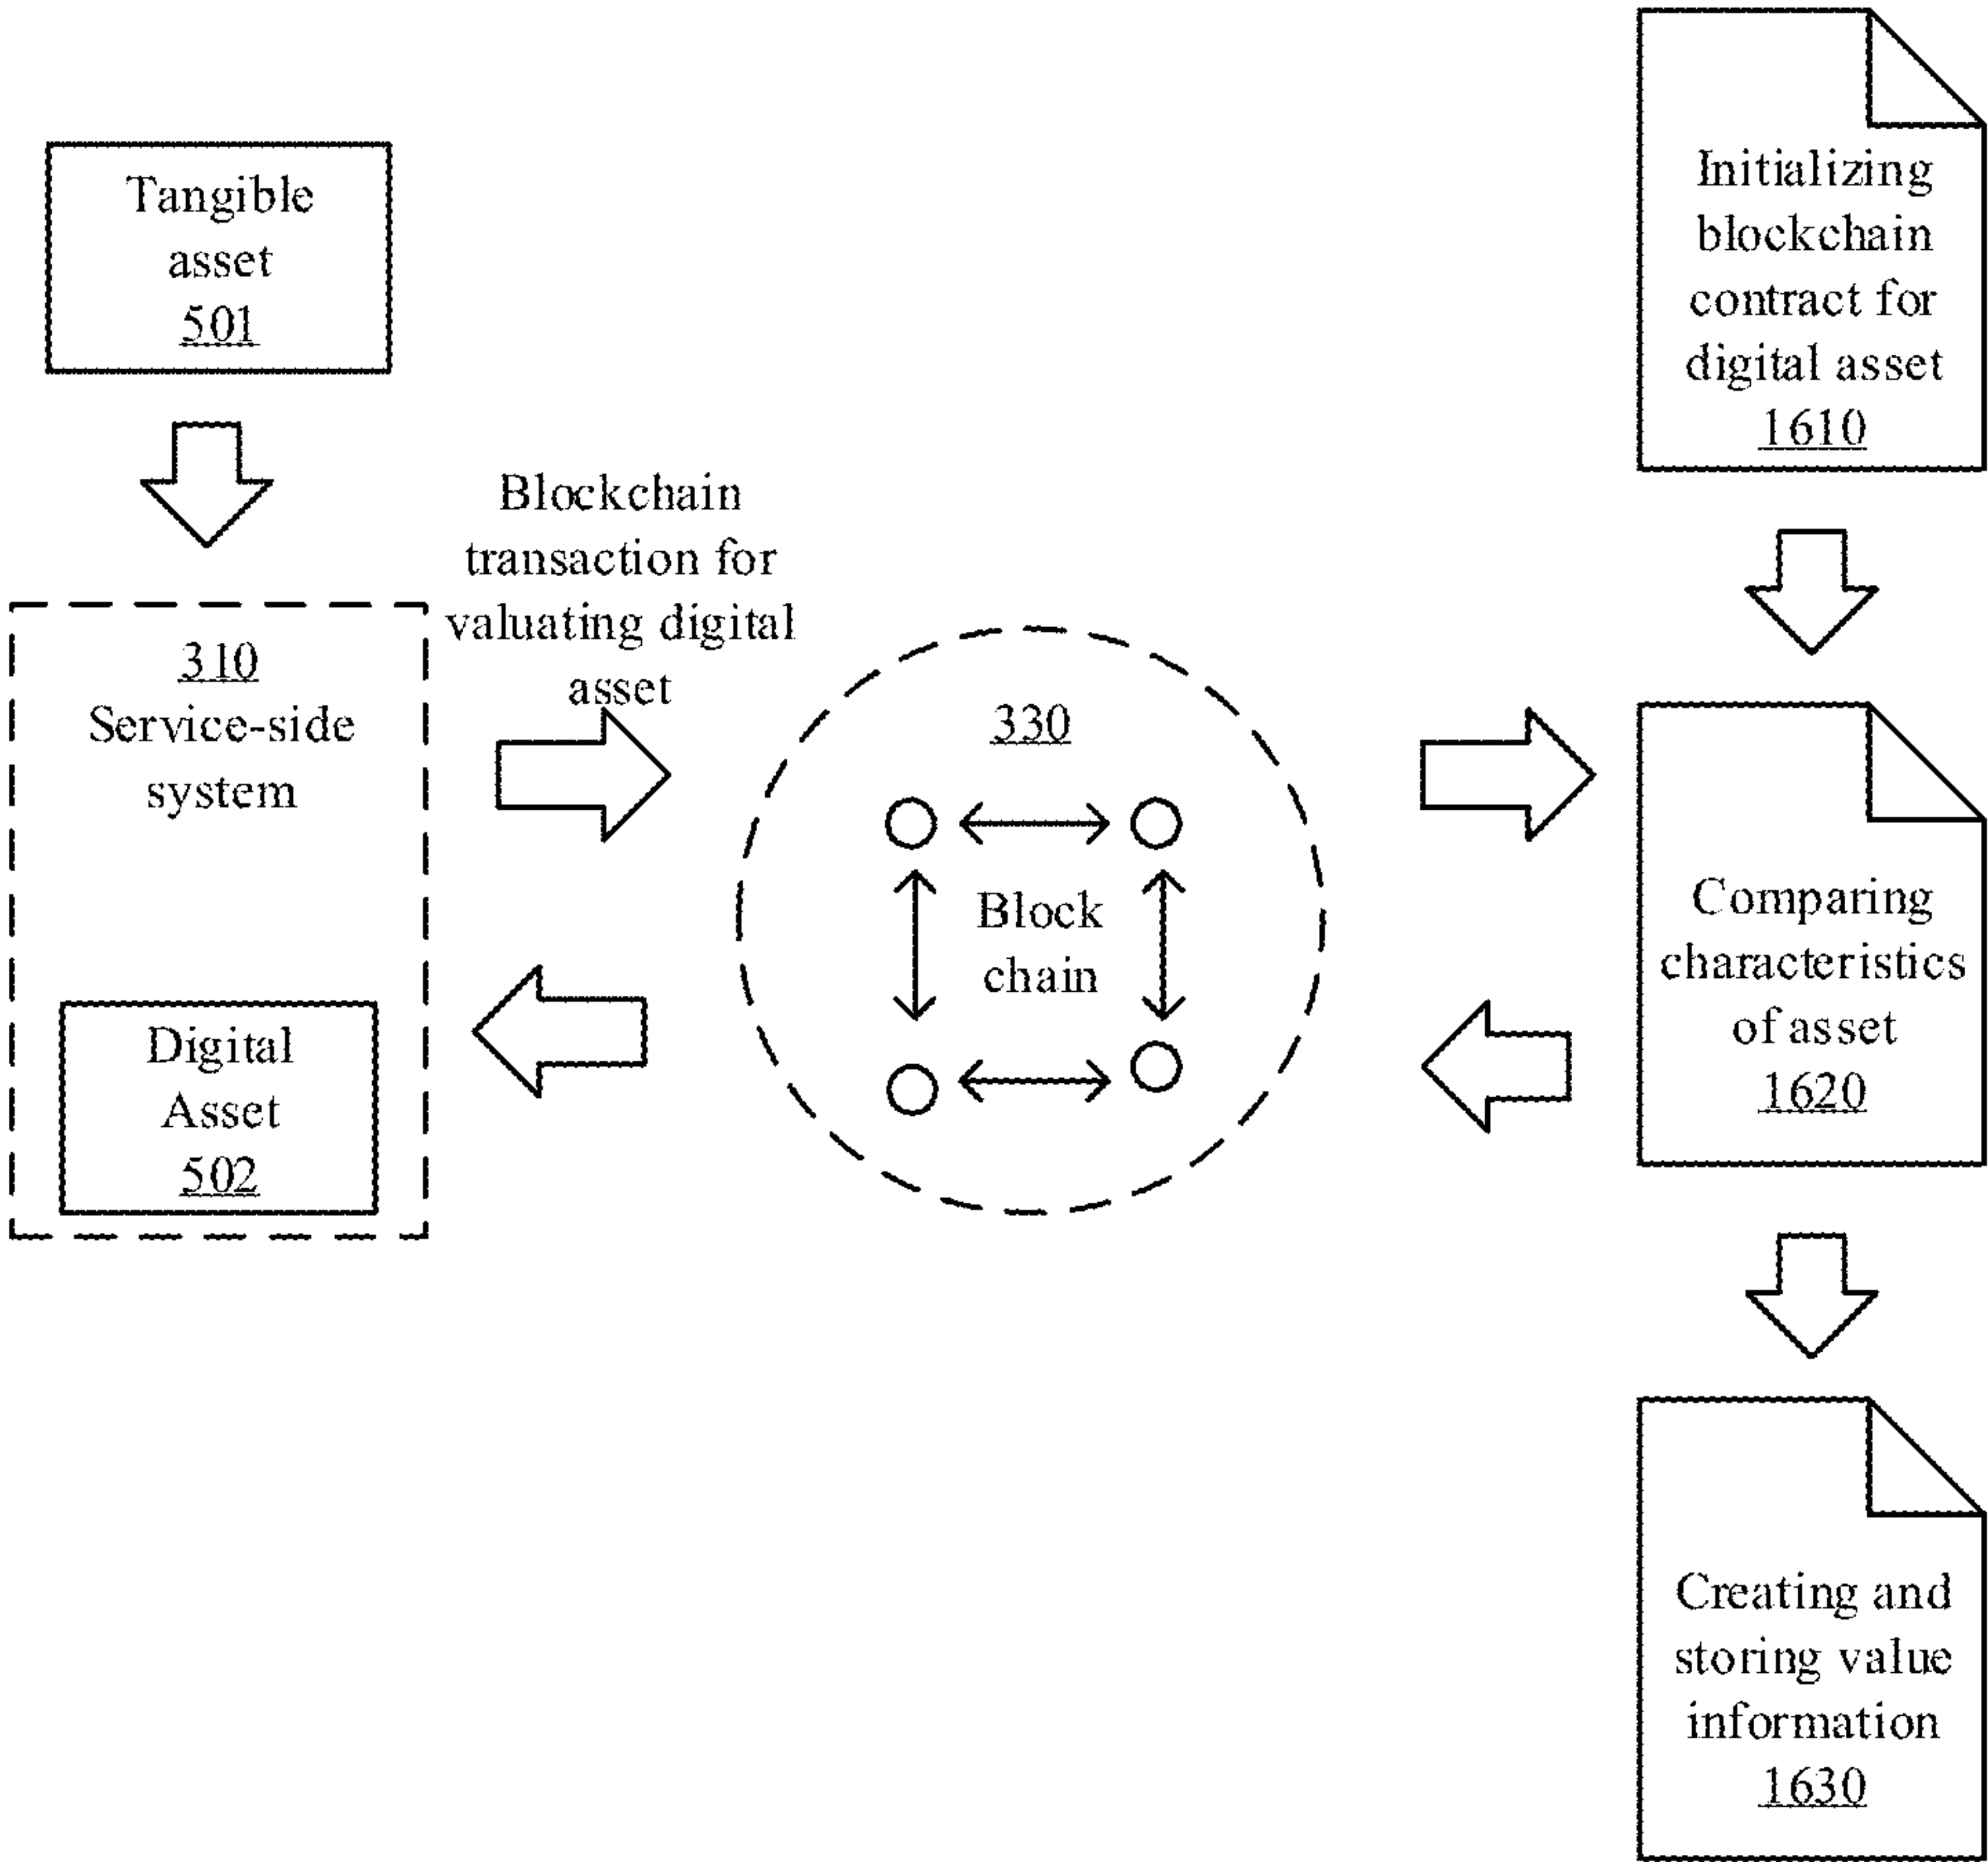 Tangible
asset
501
310
Service-side
system
Digital
Asset
502
Blockchain
transaction for
valuating digital
asset
330
Block
chain
Initializing
blockchain
contract for
digital asset
1610
Comparing
characteristics
of asset
1620
Creating and
storing value
information
1630